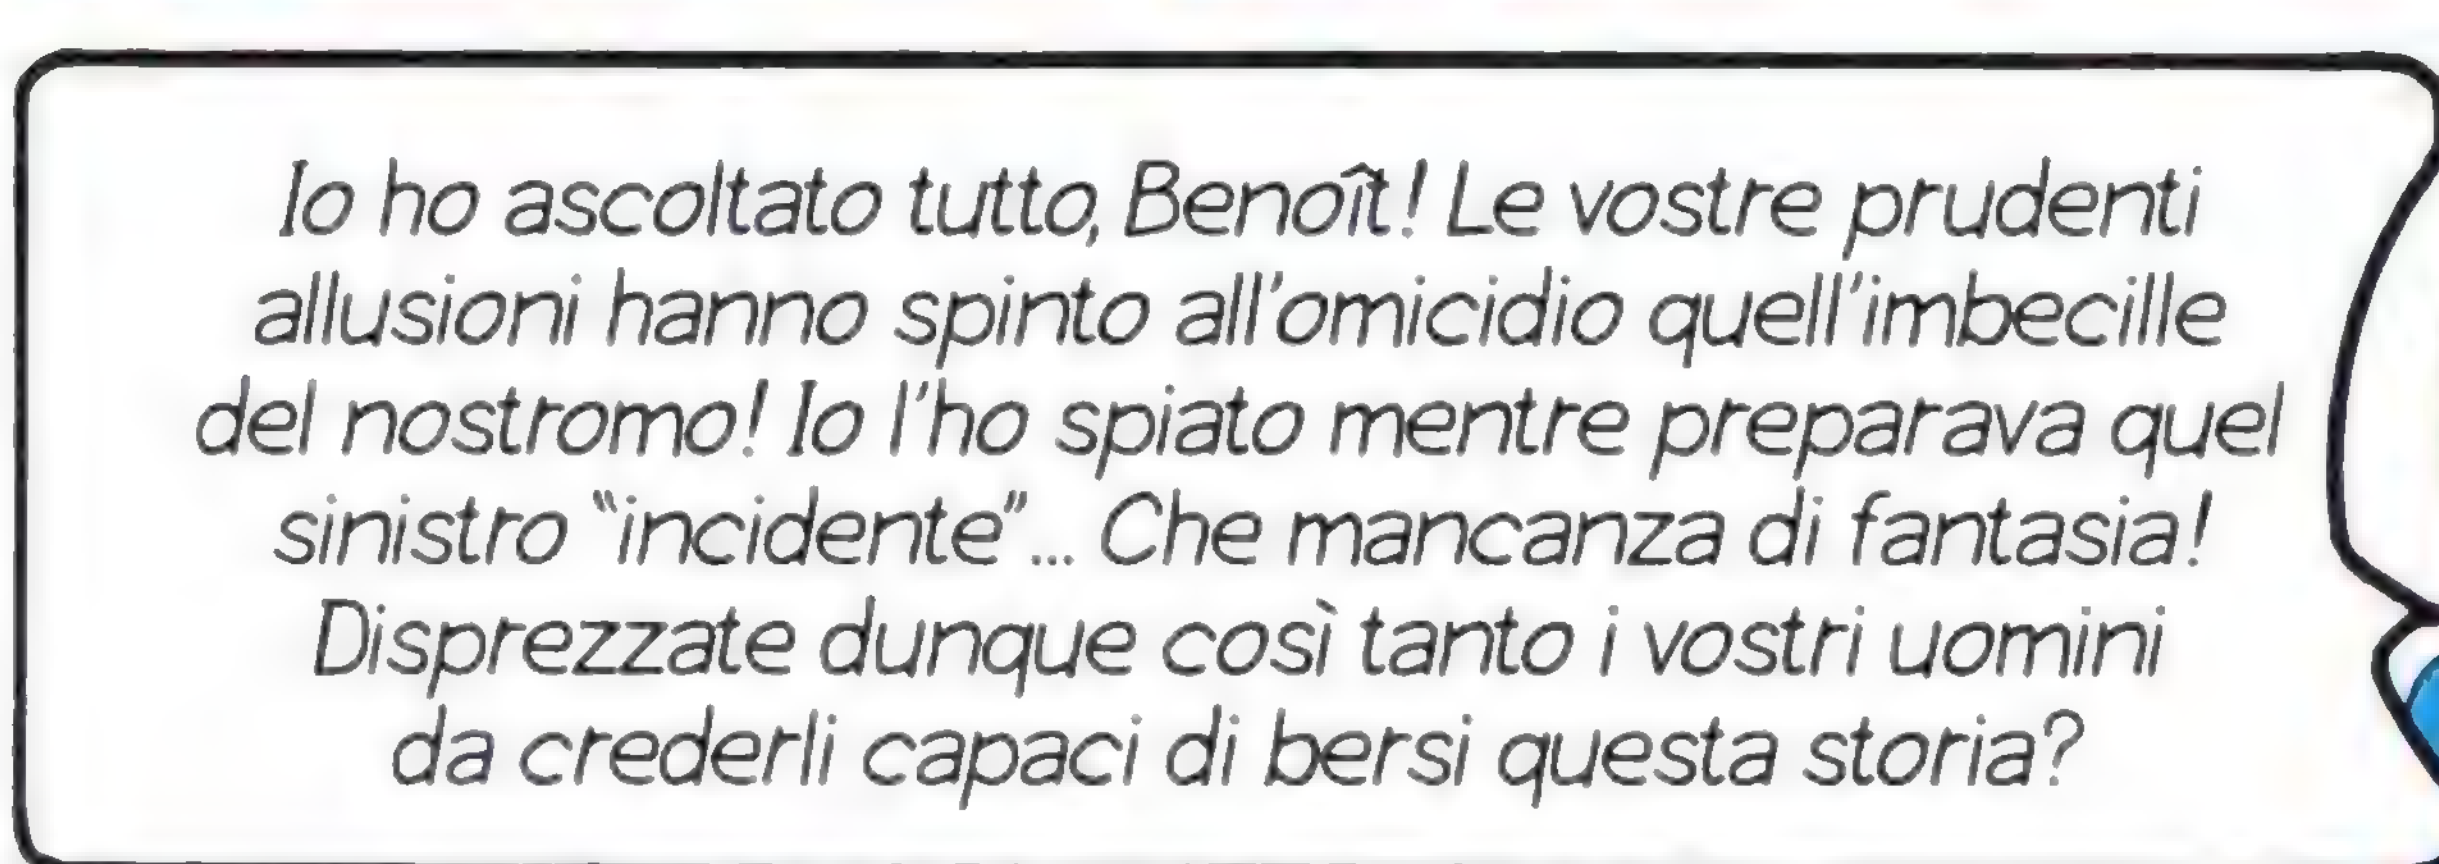 Io ho ascoltato tutto, Benoît! Le vostre prudenti
allusioni hanno spinto all'omicidio quell'imbecille
del nostromo! Io l'ho spiato mentre preparava quel
sinistro "incidente"... Che mancanza di fantasia!
Disprezzate dunque così tanto i vostri uomini
da crederli capaci di bersi questa storia?